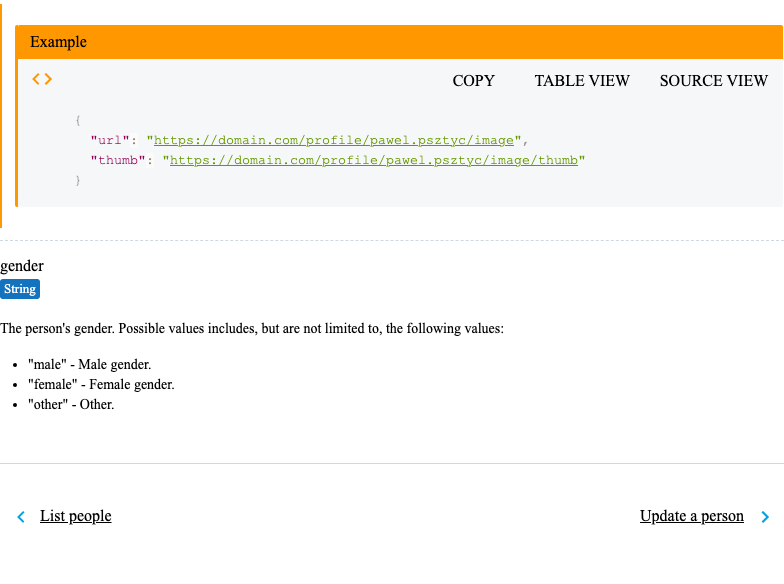 Example
COPY TABLE VIEW SOURCE VIEW
{
"url": "https://domain.com/profile/pawel.psztyc/image",
"thumb": "https://domain.com/profile/pawel.psztyc/image/thumb"
}
gender
String
The person's gender. Possible values includes, but are not limited to, the following values:
"male" - Male gender.
"female" - Female gender.
"other" - Other.
List people Update a person